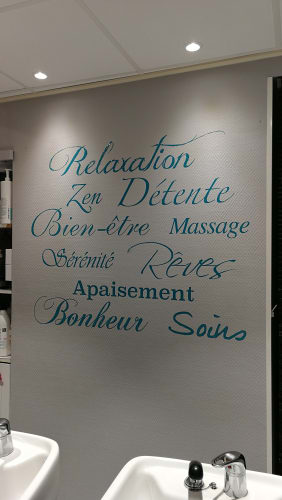 Relaxation
Zen Détente
Bien-être Massage
Sérénité Rêves
Apaisement
Bonheur Soins